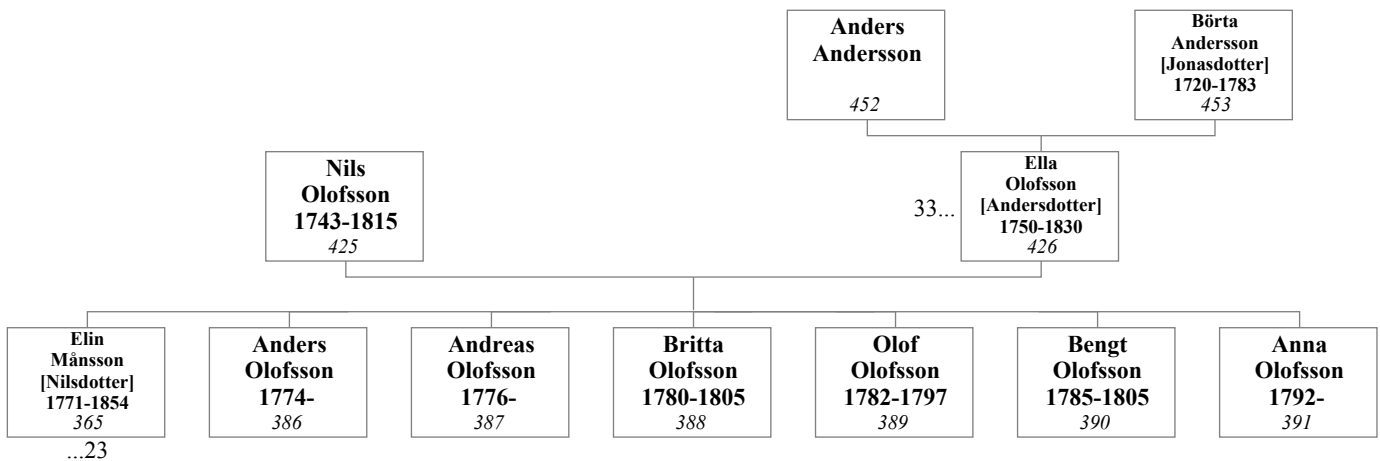 Anders
Andersson
452
Börta
Andersson
[Jonasdotter]
1720-1783
453
Nils
Olofsson
1743-1815
425
33...
Ella
Olofsson
[Andersdotter]
1750-1830
426
Elin
Månsson
[Nilsdotter]
1771-1854
365
...23
Anders
Olofsson
1774-
386
Andreas
Olofsson
1776-
387
Britta
Olofsson
1780-1805
388
Olof
Olofsson
1782-1797
389
Bengt
Olofsson
1785-1805
390
Anna
Olofsson
1792-
391